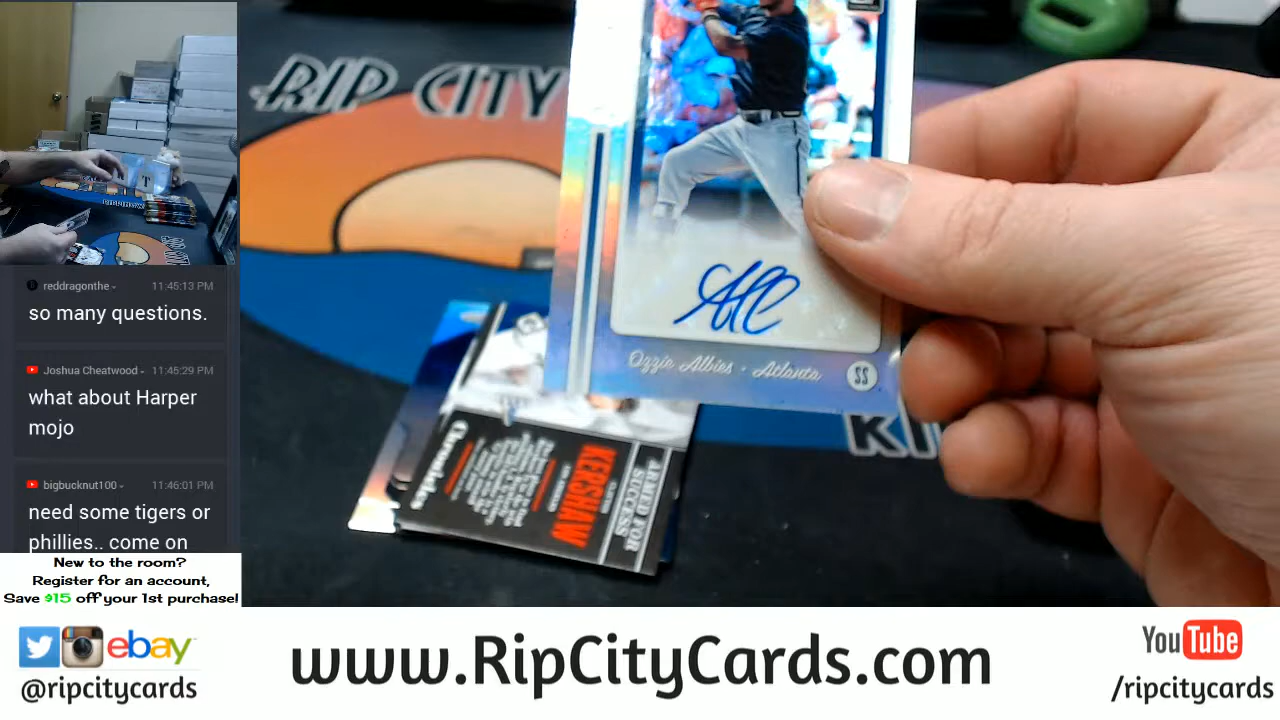 RIP CITY
reddragonthe
11:45:13 PM
so many questions.
Joshua Cheatwood
11:45:29 PM
what about Harper
mojo
bigbucknut100
11:46:01 PM
need some tigers or
phillies.. come on
New to the room?
Register for an account,
Save $15 off your 1st purchase!
Ozzie Albies • Atlanta
SS
KERSHAW
ARMED FOR
SUCCESS
Chronicles
KI
ebay
@ripcitycards
www.RipCityCards.com
YouTube
/ripcitycards